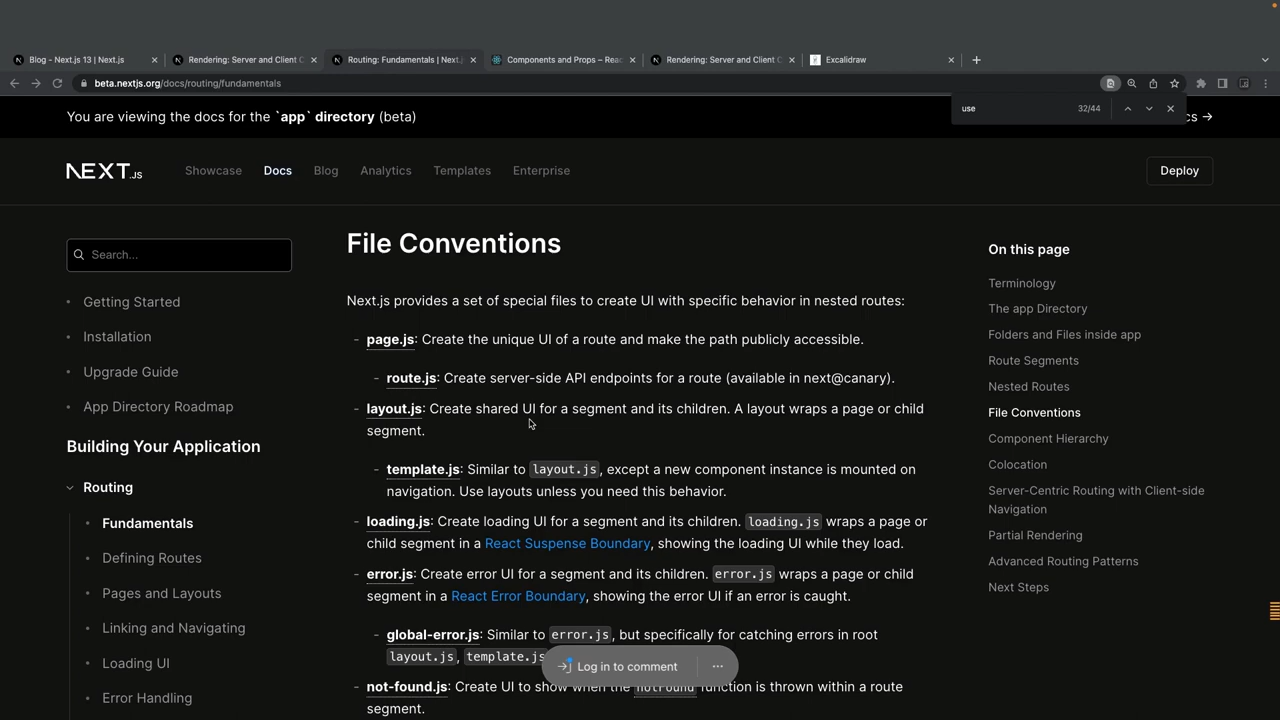 Blog - Next.js 13 | Next.js
Rendering: Server and Client C
Routing: Fundamentals | Next.
Components and Props – Rea
Rendering: Server and Client C
Excalidraw
beta.nextjs.org/docs/routing/fundamentals
use
32/44
You are viewing the docs for the `app` directory (beta)
cs →
NEXT.JS
Showcase
Docs
Blog
Analytics
Templates
Enterprise
Deploy
Search...
Getting Started
Installation
Upgrade Guide
App Directory Roadmap
Building Your Application
Routing
Fundamentals
Defining Routes
Pages and Layouts
Linking and Navigating
Loading UI
Error Handling
File Conventions
Next.js provides a set of special files to create UI with specific behavior in nested routes:
- page.js: Create the unique UI of a route and make the path publicly accessible.
- route.js: Create server-side API endpoints for a route (available in next@canary).
- layout.js: Create shared UI for a segment and its children. A layout wraps a page or child
segment.
- template.js: Similar to layout.js, except a new component instance is mounted on
navigation. Use layouts unless you need this behavior.
- loading.js: Create loading UI for a segment and its children. loading.js wraps a page or
child segment in a React Suspense Boundary, showing the loading UI while they load.
- error.js: Create error UI for a segment and its children. error.js wraps a page or child
segment in a React Error Boundary, showing the error UI if an error is caught.
- global-error.js: Similar to error.js, but specifically for catching errors in root
layout.js, template.js
Log in to comment
- not-found.js: Create UI to show when the notFound function is thrown within a route
segment.
On this page
Terminology
The app Directory
Folders and Files inside app
Route Segments
Nested Routes
File Conventions
Component Hierarchy
Colocation
Server-Centric Routing with Client-side
Navigation
Partial Rendering
Advanced Routing Patterns
Next Steps